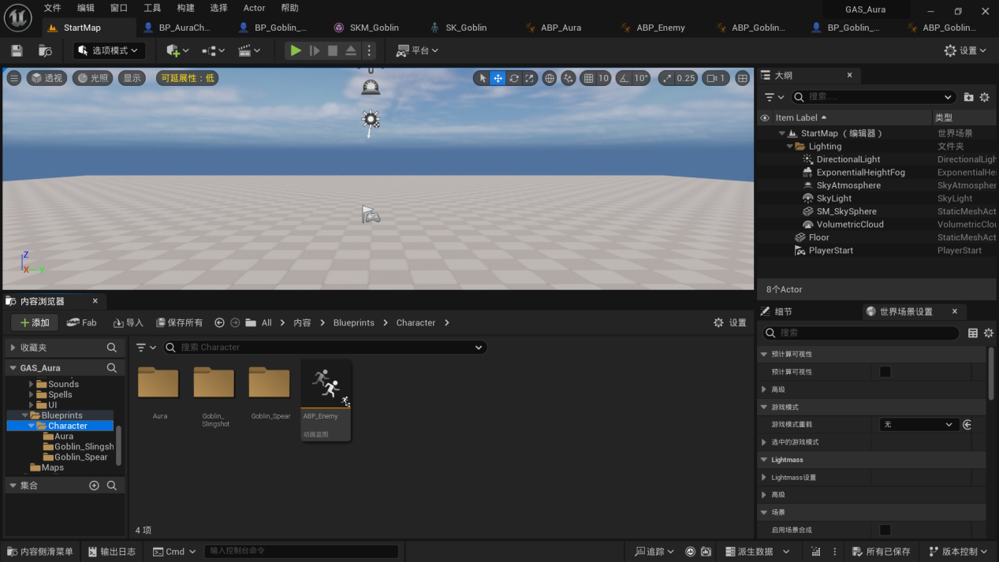 文件 编辑 窗口 工具 构建 选择 Actor 帮助 GAS_Aura
StartMap BP_AuraCh... BP_Goblin_... SKM_Goblin SK_Goblin ABP_Aura ABP_Enemy ABP_Goblin... BP_Goblin_... ABP_Goblin...
选项模式 平台 设置
透视 光照 显示 可延展性：低 10 10° 0.25 1
大纲
搜索......
Item Label 类型
StartMap （编辑器） 世界场景
Lighting 文件夹
DirectionalLight DirectionalLigh
ExponentialHeightFog ExponentialHei
SkyAtmosphere SkyAtmospher
SkyLight SkyLight
SM_SkySphere StaticMeshAct
VolumetricCloud VolumetricClou
Floor StaticMeshAct
PlayerStart PlayerStart
8个Actor
Z
X Y
内容浏览器
添加 Fab 导入 保存所有 All 内容 Blueprints Character 设置
收藏夹
GAS_Aura
Sounds
Spells
UI
Blueprints
Character
Aura
Goblin_Slingsh
Goblin_Spear
Maps
集合
搜索 Character
Aura
Goblin_
Slingshot
Goblin_Spear
ABP_Enemy
动画蓝图
4 项
细节 世界场景设置
搜索
预计算可视性
预计算可视性
高级
游戏模式
游戏模式重载 无
选中的游戏模式
Lightmass
Lightmass设置
高级
场景
启用场景合成
内容侧滑菜单 输出日志 Cmd 输入控制台命令 追踪 派生数据 所有已保存 版本控制